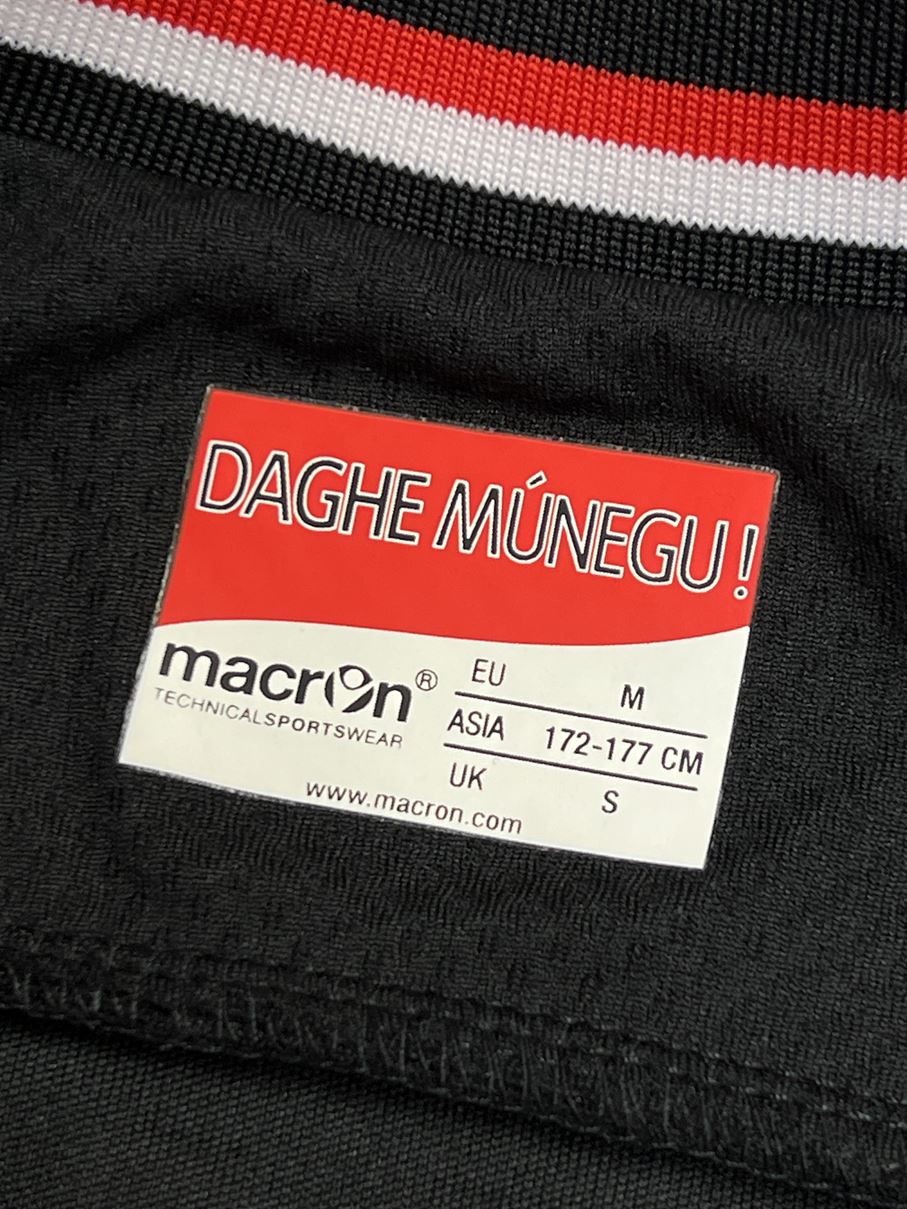 DAGHE MÚNEGU !
macron®
TECHNICALSPORTSWEAR
www.macron.com
EU M
ASIA 172-177 CM
UK S